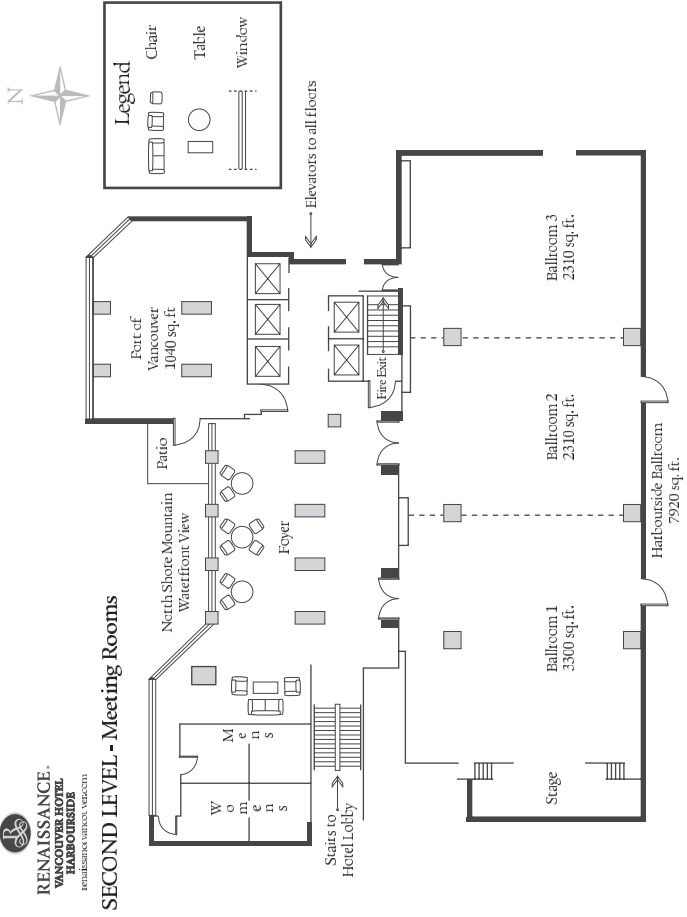 RENAISSANCE®
VANCOUVER HOTEL
HARBOURSIDE
renaissancevancouver.com
SECOND LEVEL - Meeting Rooms
N
Legend
Chair
Table
Window
Elevators to all floors
Port of
Vancouver
1040 sq. ft
Patio
North Shore Mountain
Waterfront View
Foyer
Mens
Womens
Stairs to
Hotel Lobby
Fire Exit
Stage
Ballroom 1
3300 sq. ft.
Ballroom 2
2310 sq. ft.
Ballroom 3
2310 sq. ft.
Harbourside Ballroom
7920 sq. ft.